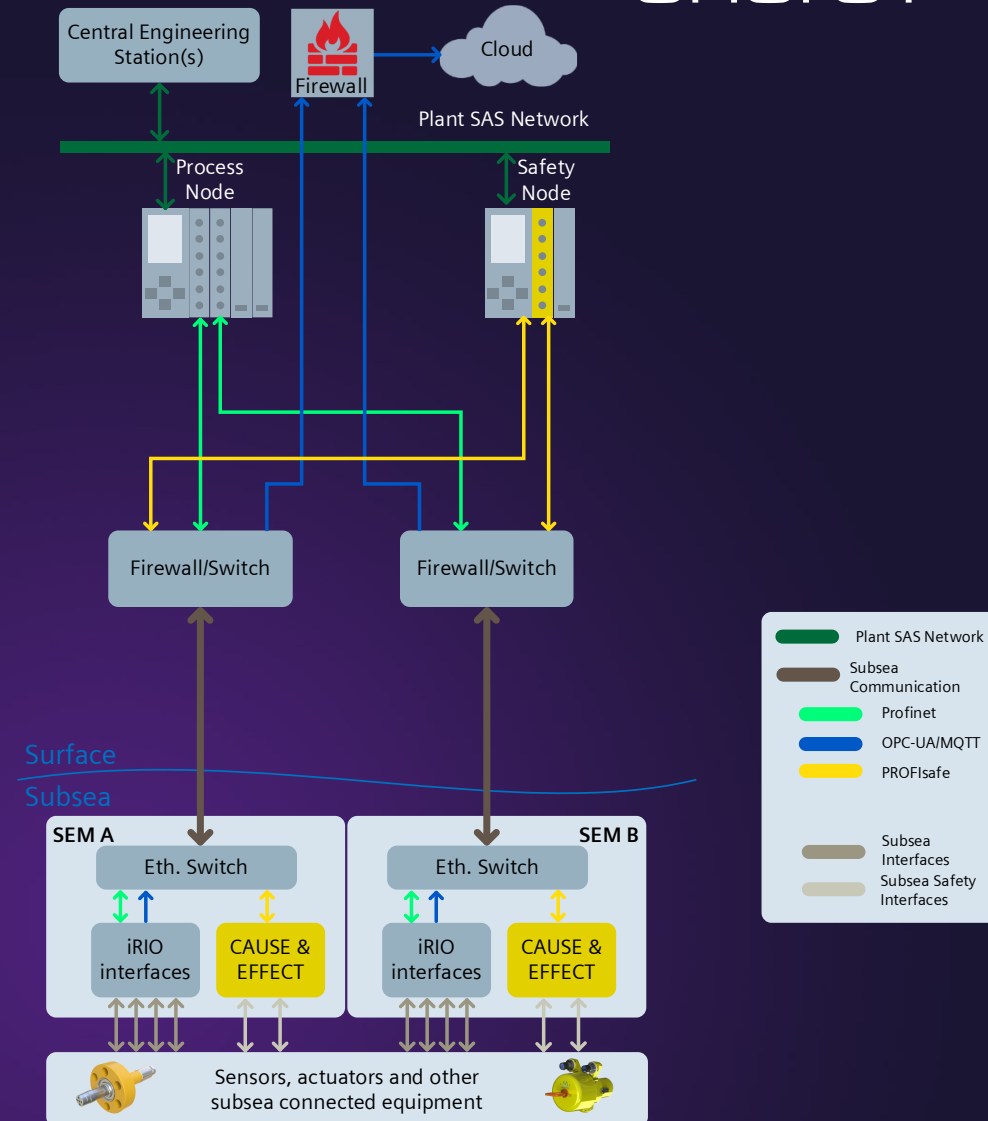 Central Engineering
Station(s)
Firewall
Cloud
Plant SAS Network
Process
Node
Safety
Node
Firewall/Switch
Firewall/Switch
Plant SAS Network
Subsea
Communication
Profinet
OPC-UA/MQTT
PROFIsafe
Subsea
Interfaces
Subsea Safety
Interfaces
Surface
Subsea
SEM A
Eth. Switch
iRIO
interfaces
CAUSE &
EFFECT
SEM B
Eth. Switch
iRIO
interfaces
CAUSE &
EFFECT
Sensors, actuators and other
subsea connected equipment